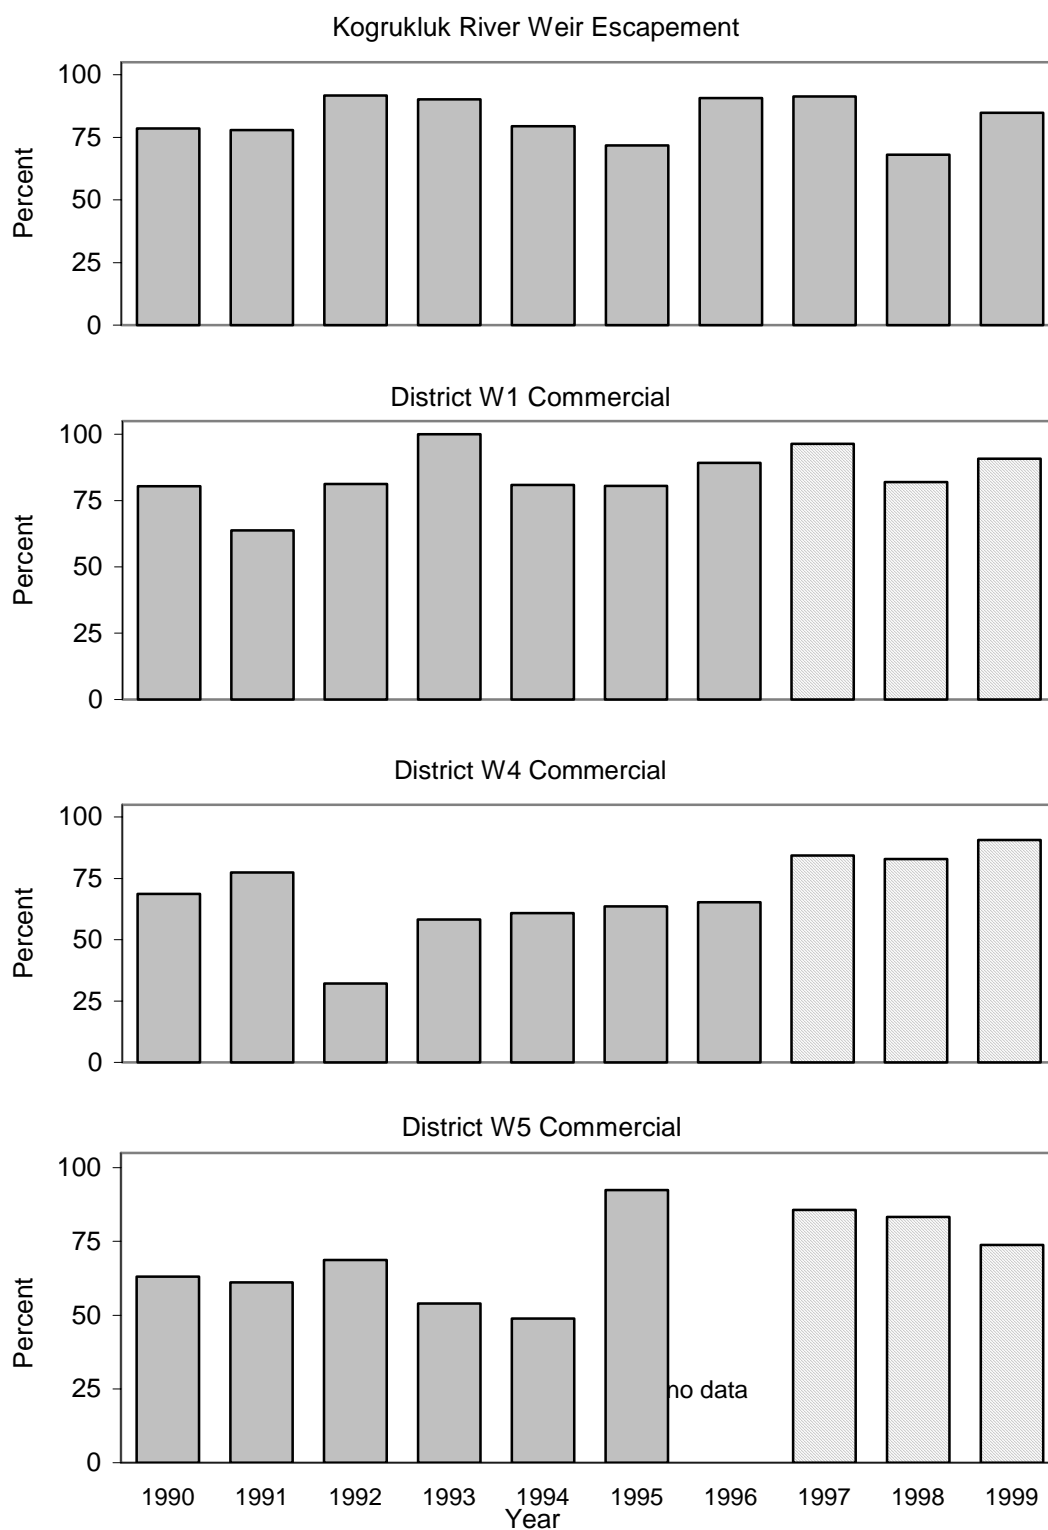 Kogrukluk River Weir Escapement
100
75
50
25
0
Percent
District W1 Commercial
100
75
50
25
0
Percent
District W4 Commercial
100
75
50
25
0
Percent
District W5 Commercial
100
75
50
25
0
Percent
no data
1990 1991 1992 1993 1994 1995 1996 1997 1998 1999
Year